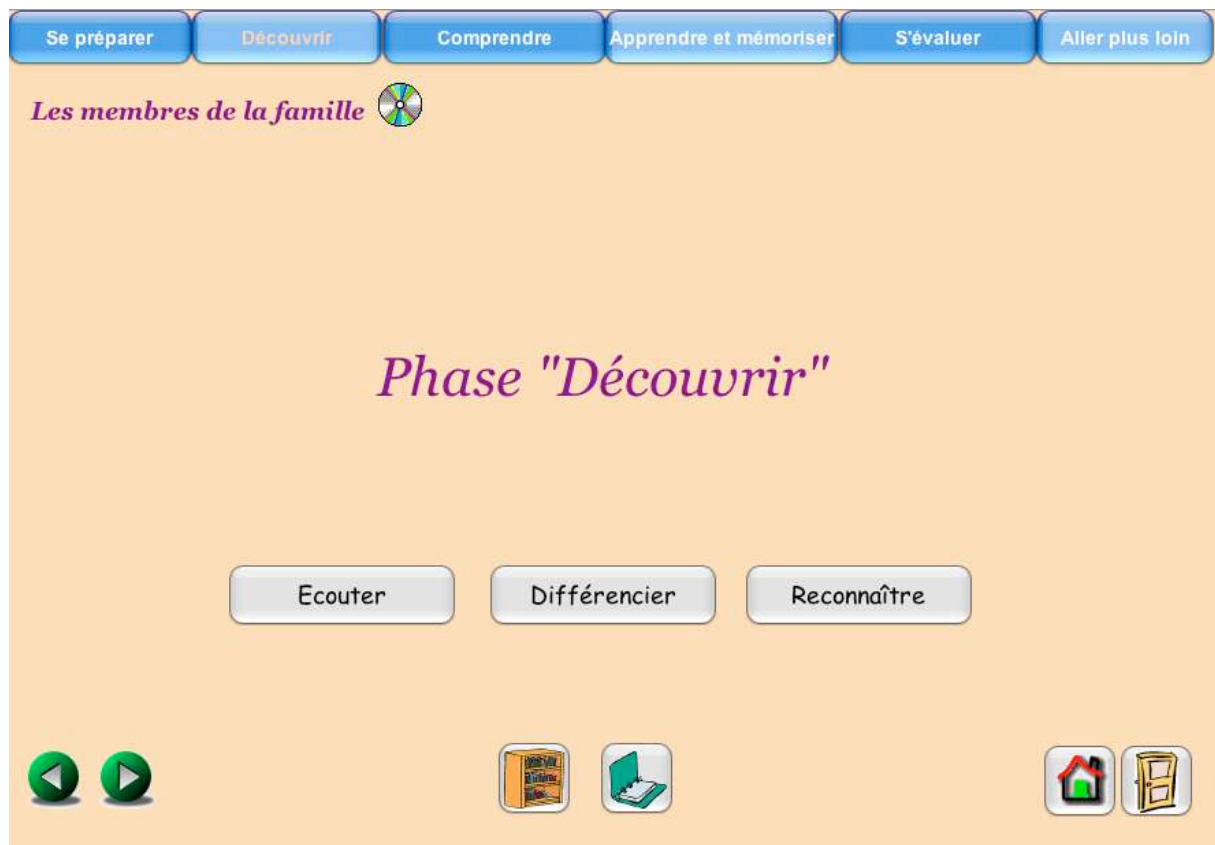 Se préparer Découvrir Comprendre Apprendre et mémoriser S'évaluer Aller plus loin
Les membres de la famille
Phase "Découvrir"
Ecouter Différencier Reconnaître